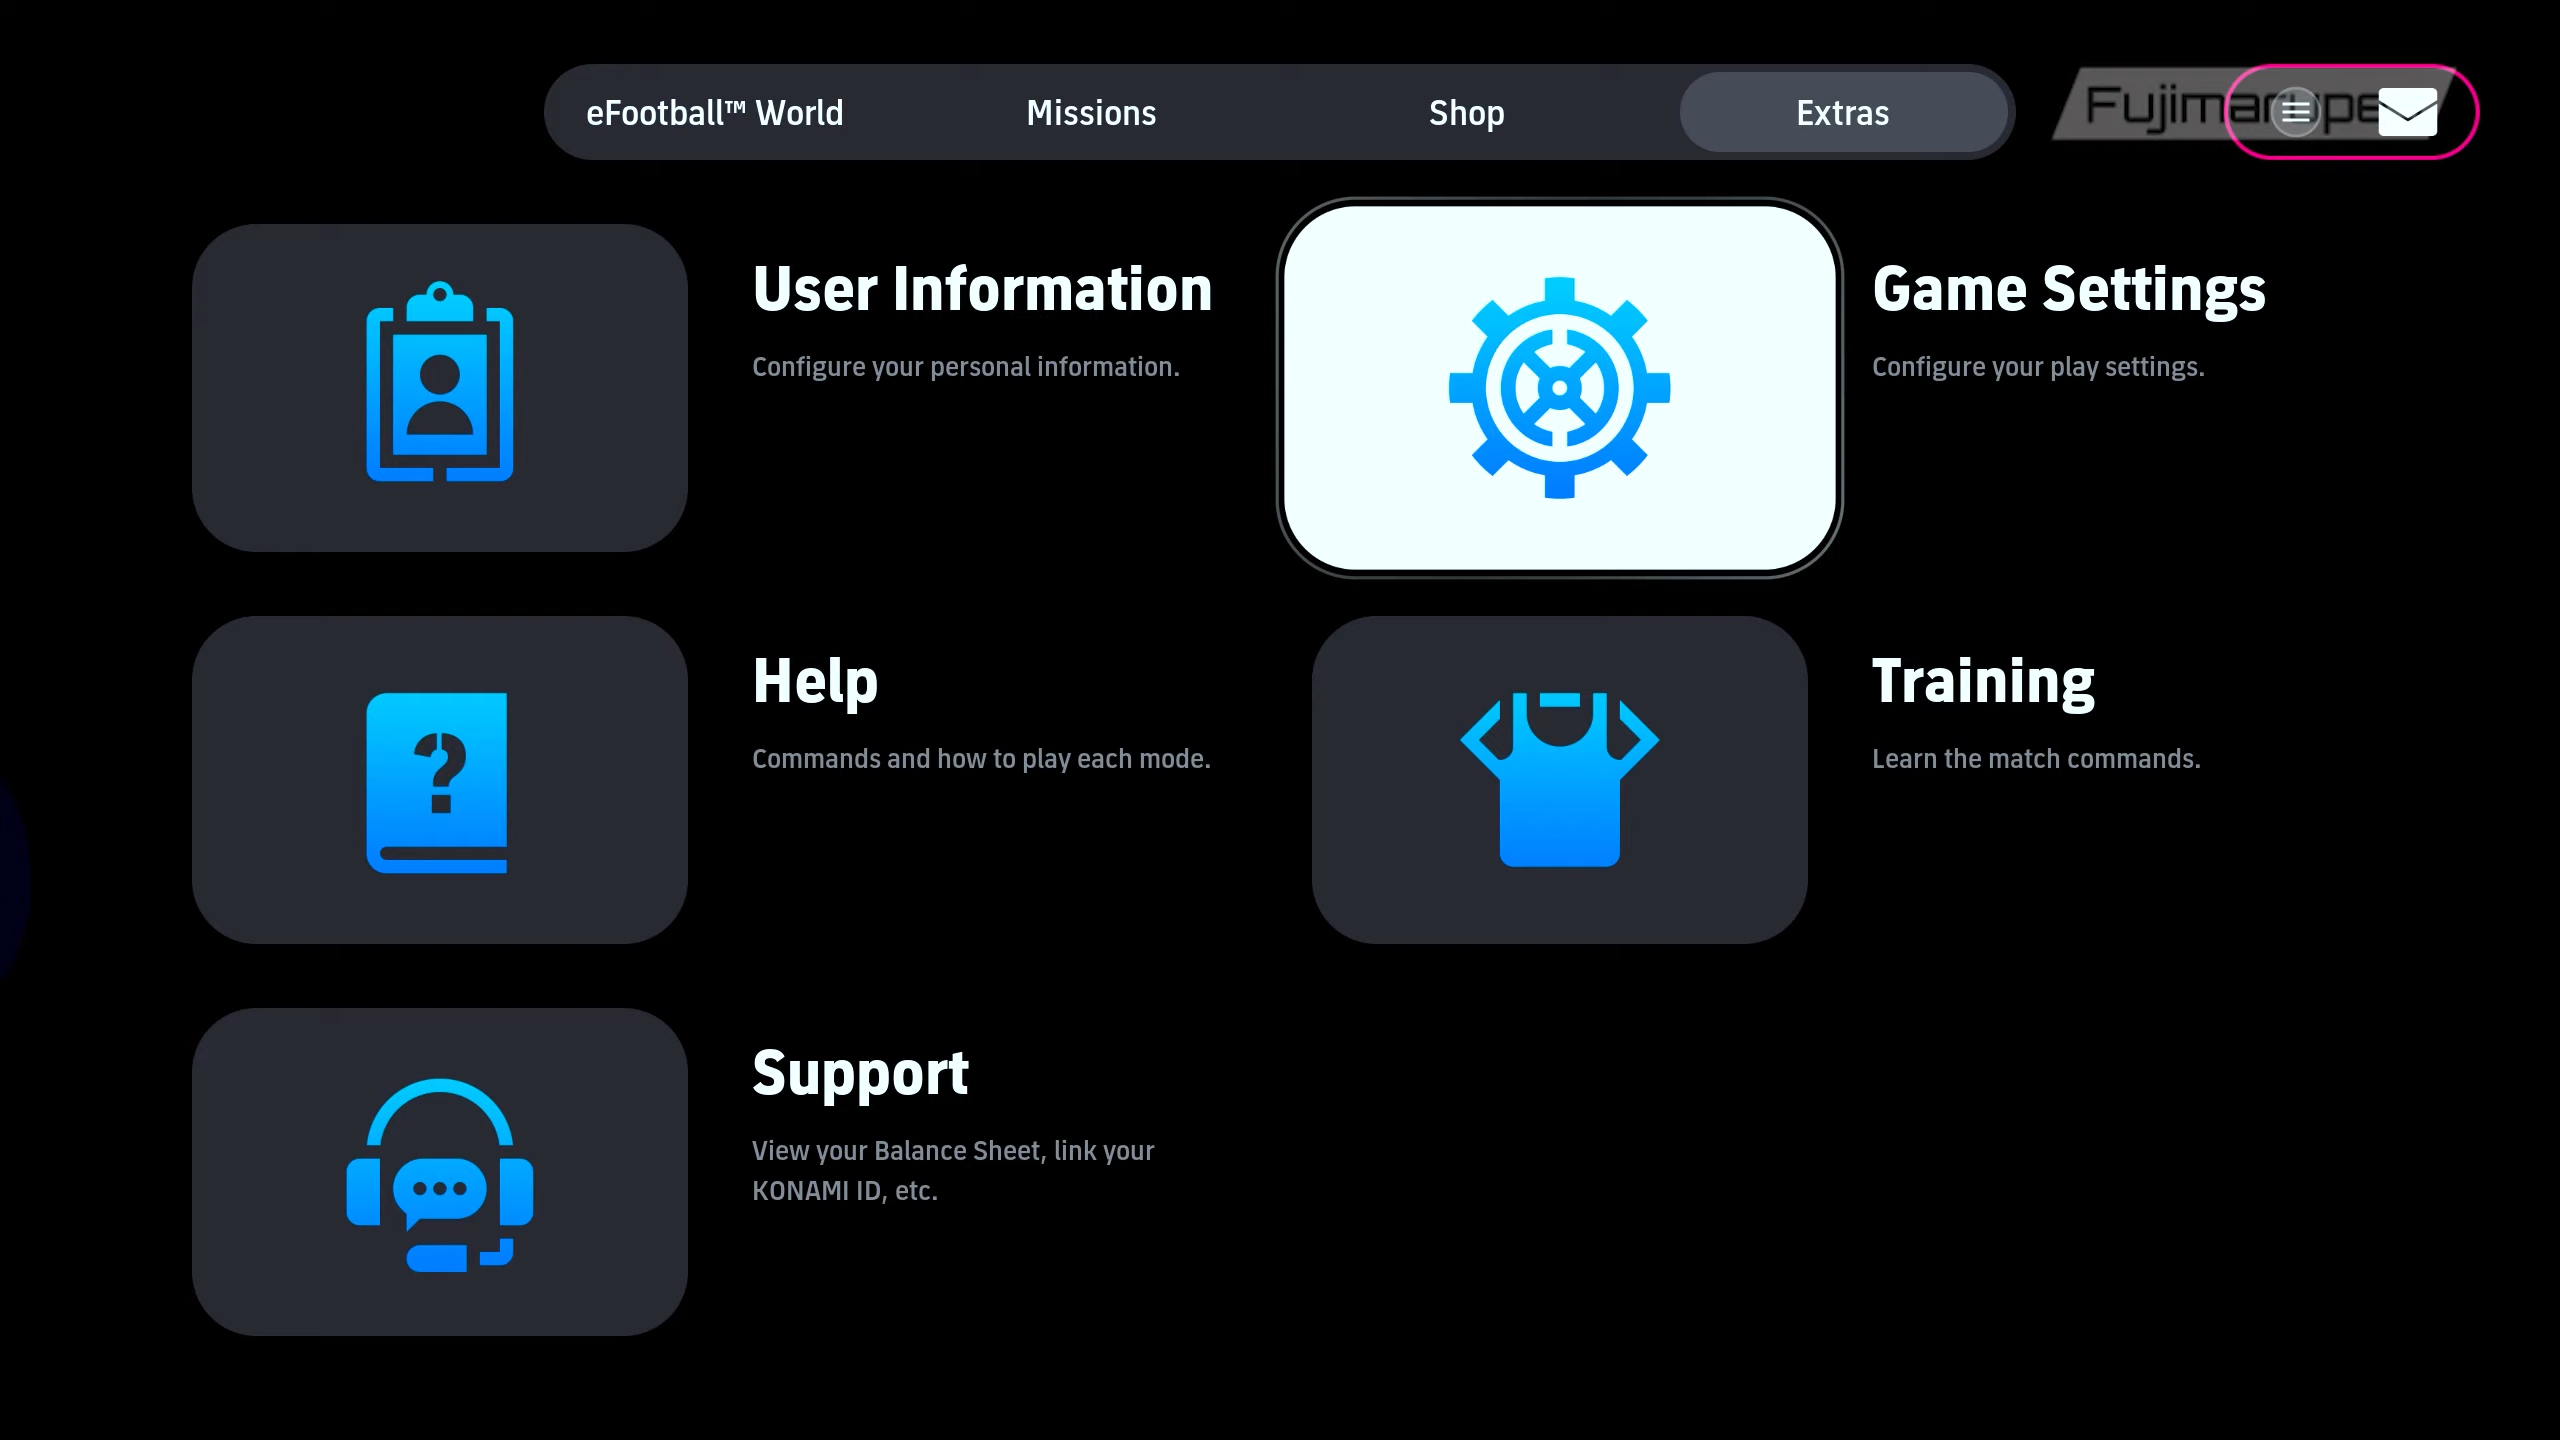 eFootball™ World
Missions
Shop
Extras
User Information
Configure your personal information.
Game Settings
Configure your play settings.
Help
Commands and how to play each mode.
Training
Learn the match commands.
Support
View your Balance Sheet, link your
KONAMI ID, etc.